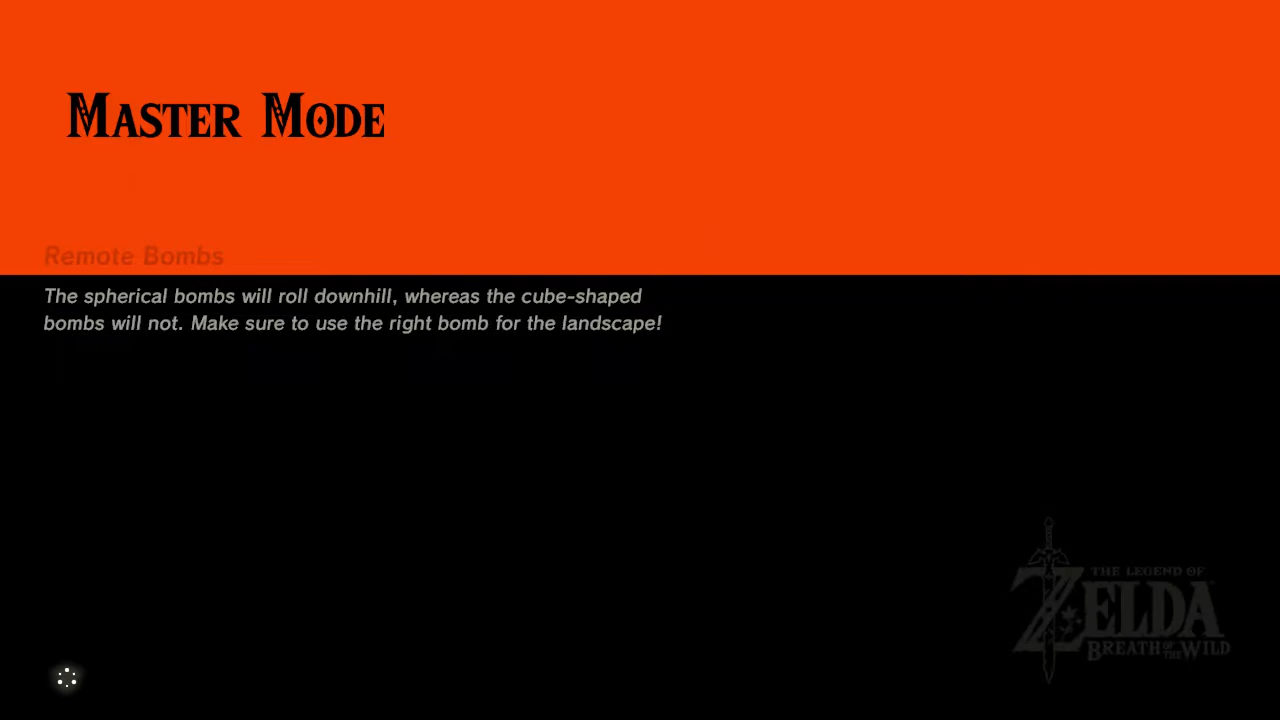 Master Mode
Remote Bombs
The spherical bombs will roll downhill, whereas the cube-shaped
bombs will not. Make sure to use the right bomb for the landscape!
THE LEGEND OF
ZELDA
BREATH OF THE WILD